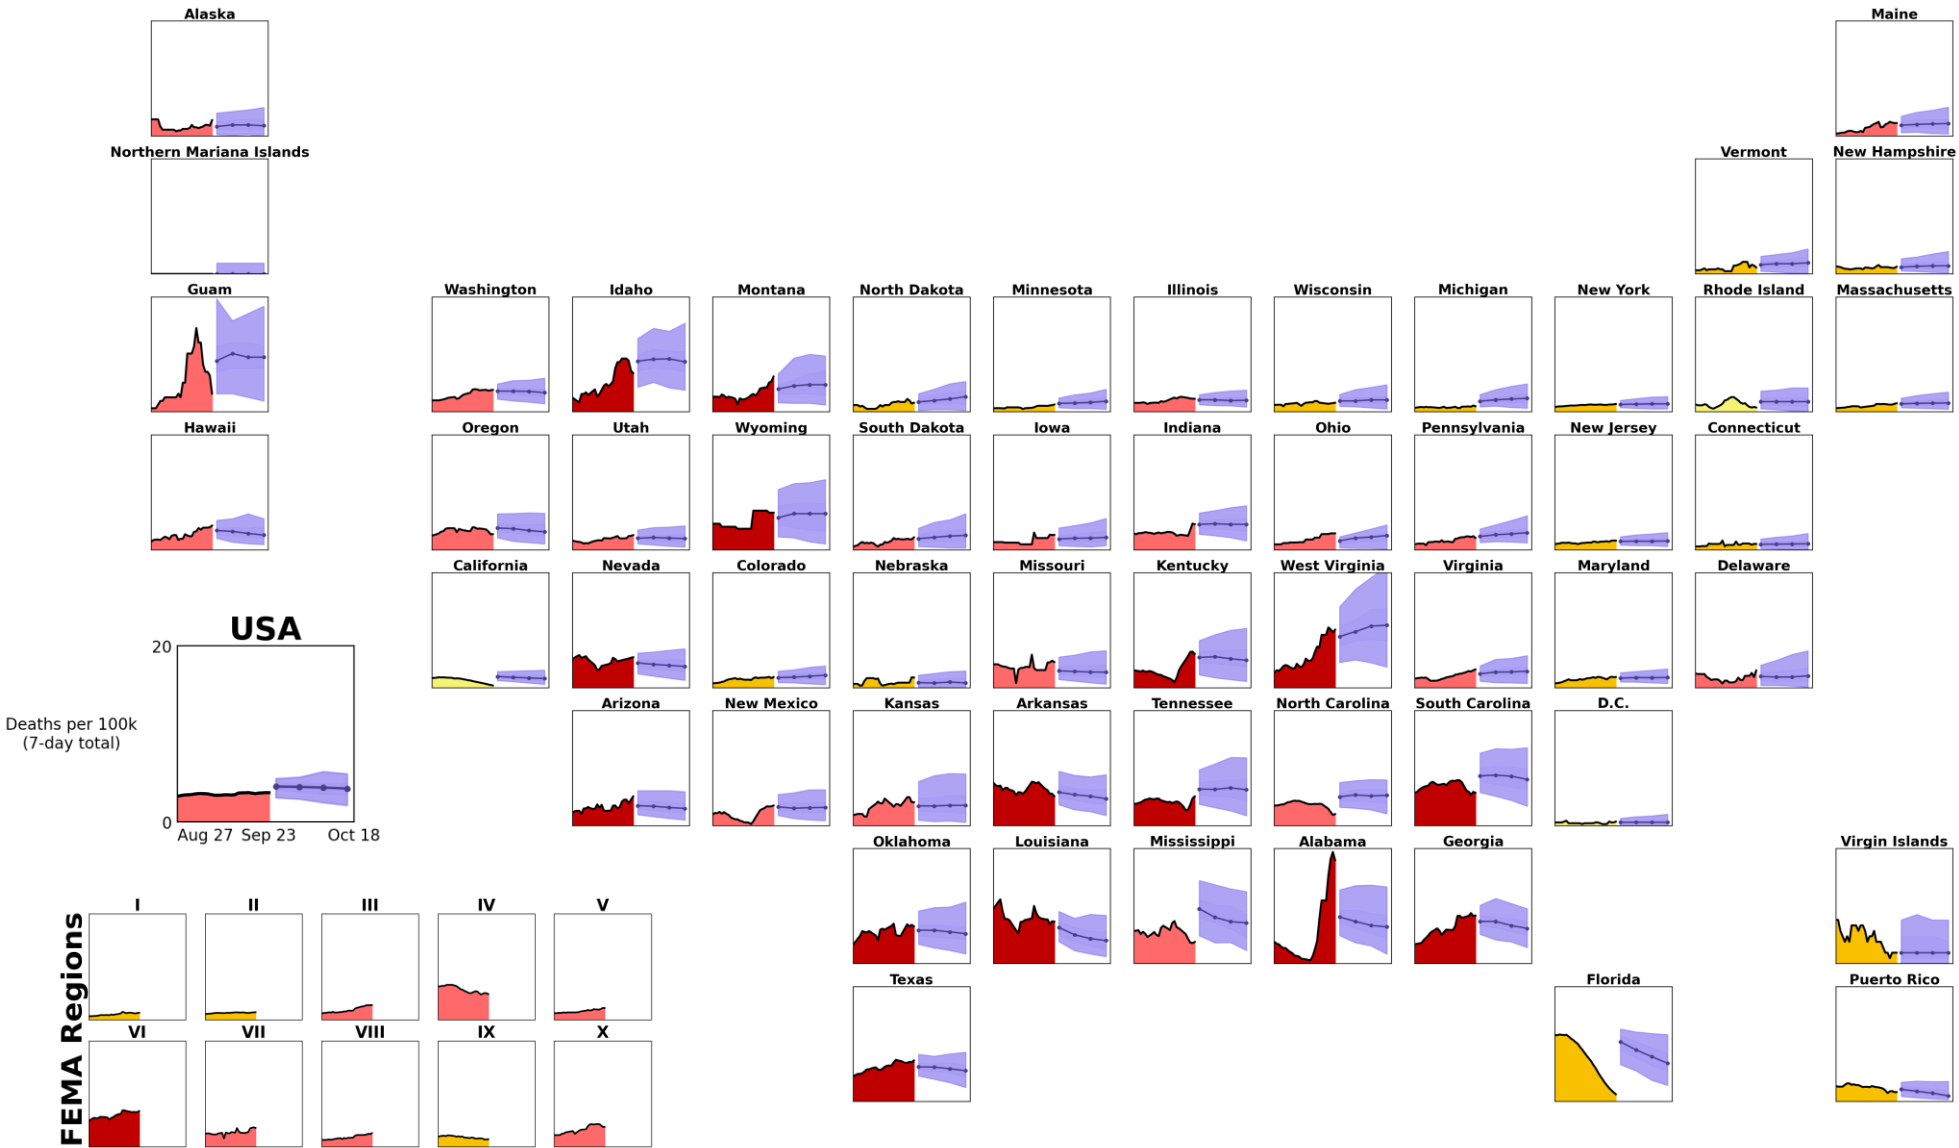 Alaska
Maine
Northern Mariana Islands
Vermont
New Hampshire
Guam
Washington
Idaho
Montana
North Dakota
Minnesota
Illinois
Wisconsin
Michigan
New York
Rhode Island
Massachusetts
Hawaii
Oregon
Utah
Wyoming
South Dakota
Iowa
Indiana
Ohio
Pennsylvania
New Jersey
Connecticut
California
Nevada
Colorado
Nebraska
Missouri
Kentucky
West Virginia
Virginia
Maryland
Delaware
USA
20
Deaths per 100k
(7-day total)
0
Aug 27
Sep 23
Oct 18
Arizona
New Mexico
Kansas
Arkansas
Tennessee
North Carolina
South Carolina
D.C.
Oklahoma
Louisiana
Mississippi
Alabama
Georgia
Virgin Islands
Texas
Florida
Puerto Rico
FEMA Regions
I
II
III
IV
V
VI
VII
VIII
IX
X